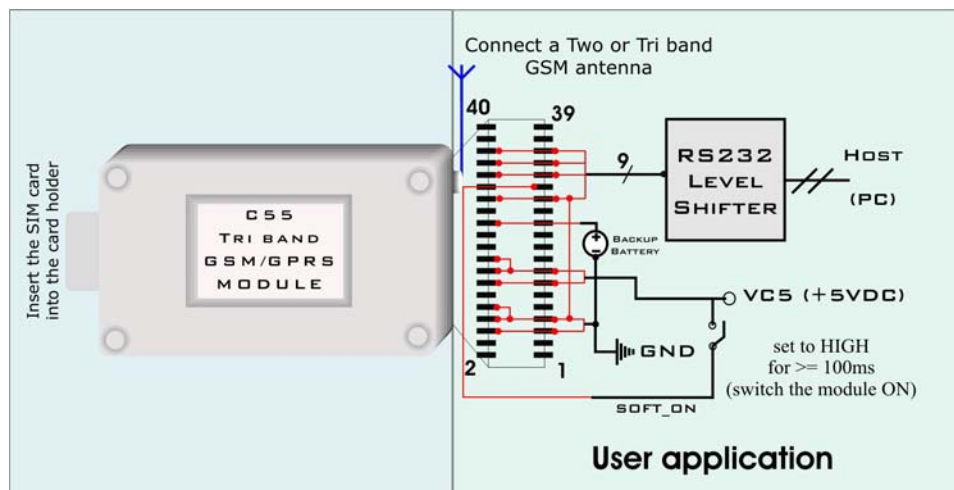 Insert the SIM card
into the card holder
C55
TRI BAND
GSM/GPRS
MODULE
Connect a Two or Tri band
GSM antenna
40
39
9
RS232
LEVEL
SHIFTER
HOST
(PC)
BACKUP
BATTERY
VC5 (+5VDC)
GND
2
1
set to HIGH
for >= 100ms
(switch the module ON)
SOFT_ON
User application